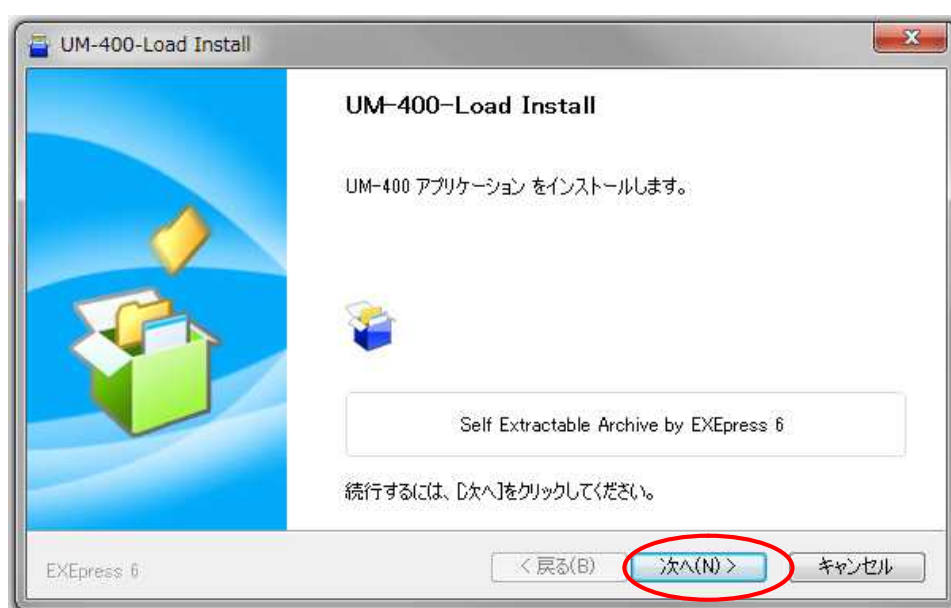 UM-400-Load Install
UM-400-Load Install
UM-400 アプリケーション をインストールします。
Self Extractable Archive by EXEpress 6
続行するには、[次へ]をクリックしてください。
EXEpress 6
< 戻る(B) 次へ(N) > キャンセル